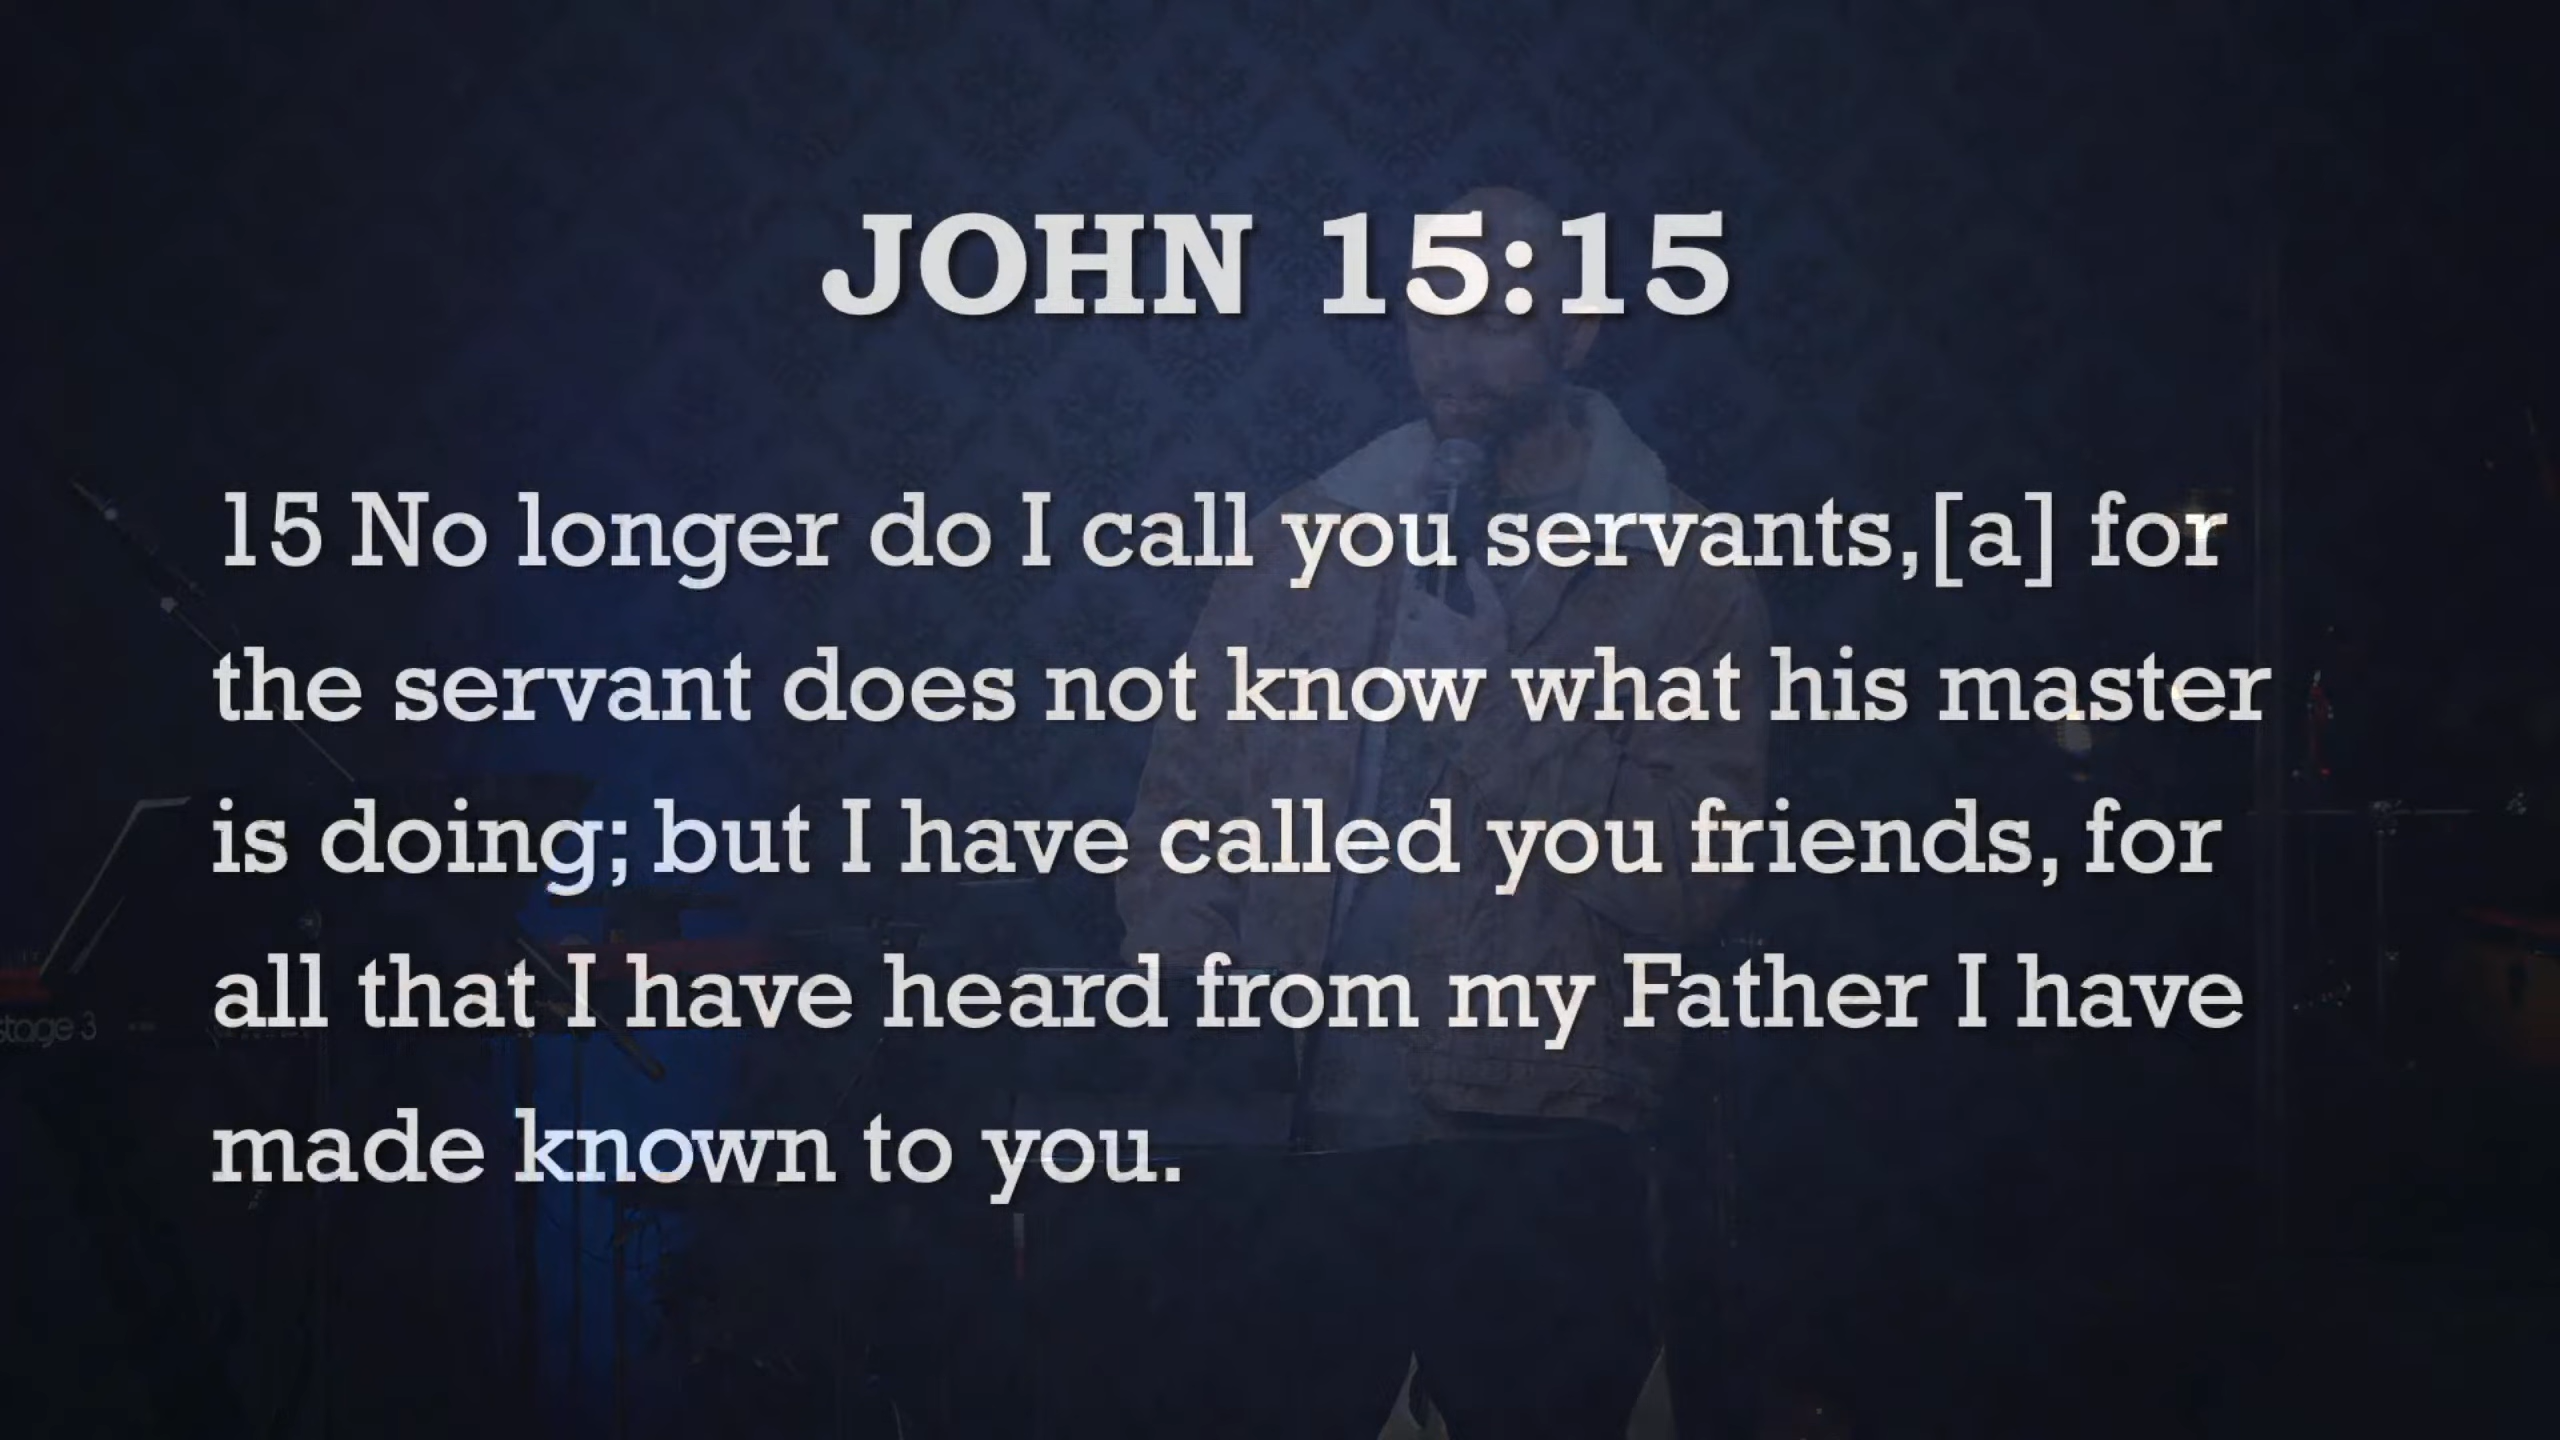 JOHN 15:15
15 No longer do I call you servants,[a] for
the servant does not know what his master
is doing; but I have called you friends, for
all that I have heard from my Father I have
made known to you.
stage 3